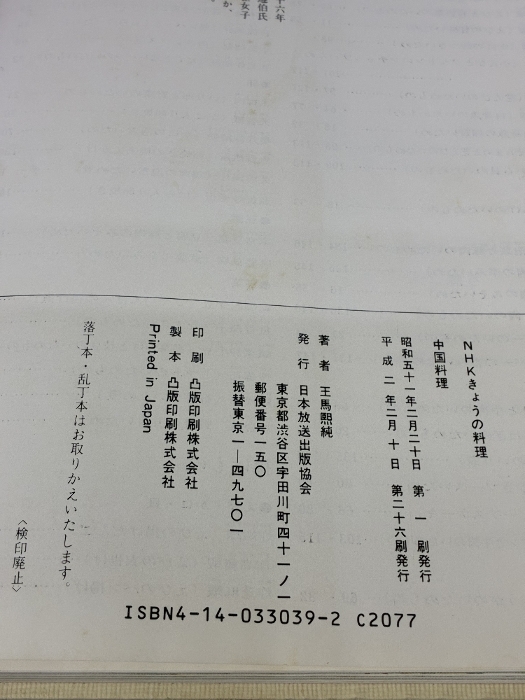 十六年
女子
か、
NHKきょうの料理
中国料理
昭和五十一年二月二十日　第　一　刷発行
平成　二年二月　十日　第二十六刷発行
著　者　王馬熙純
発　行　日本放送出版協会
東京都渋谷区宇田川町四十一ノ一
郵便番号一五〇
振替東京一―四九七〇一
印　刷　凸版印刷株式会社
製　本　凸版印刷株式会社
Printed in Japan
落丁本・乱丁本はお取りかえいたします。
〈検印廃止〉
ISBN4-14-033039-2 C2077